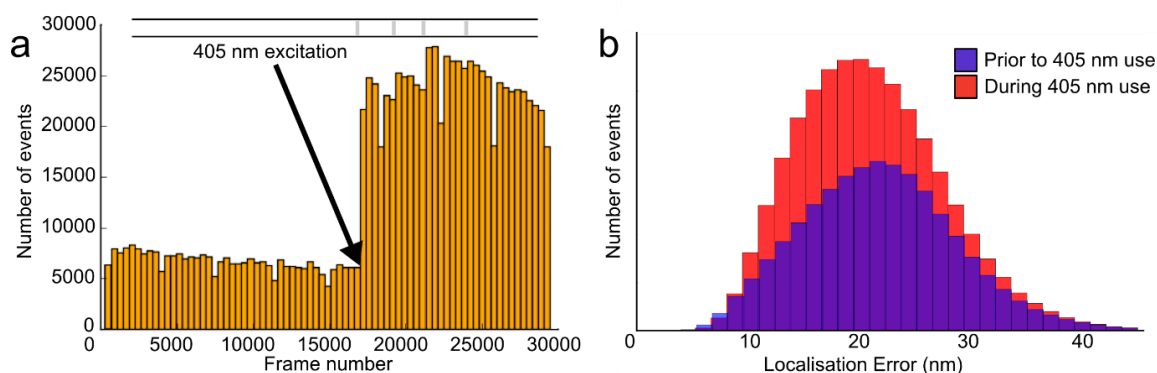 a
405 nm excitation
30000
25000
20000
15000
10000
5000
0
Number of events
0 5000 10000 15000 20000 25000 30000
Frame number
b
Prior to 405 nm use
During 405 nm use
Number of events
0 10 20 30 40
Localisation Error (nm)